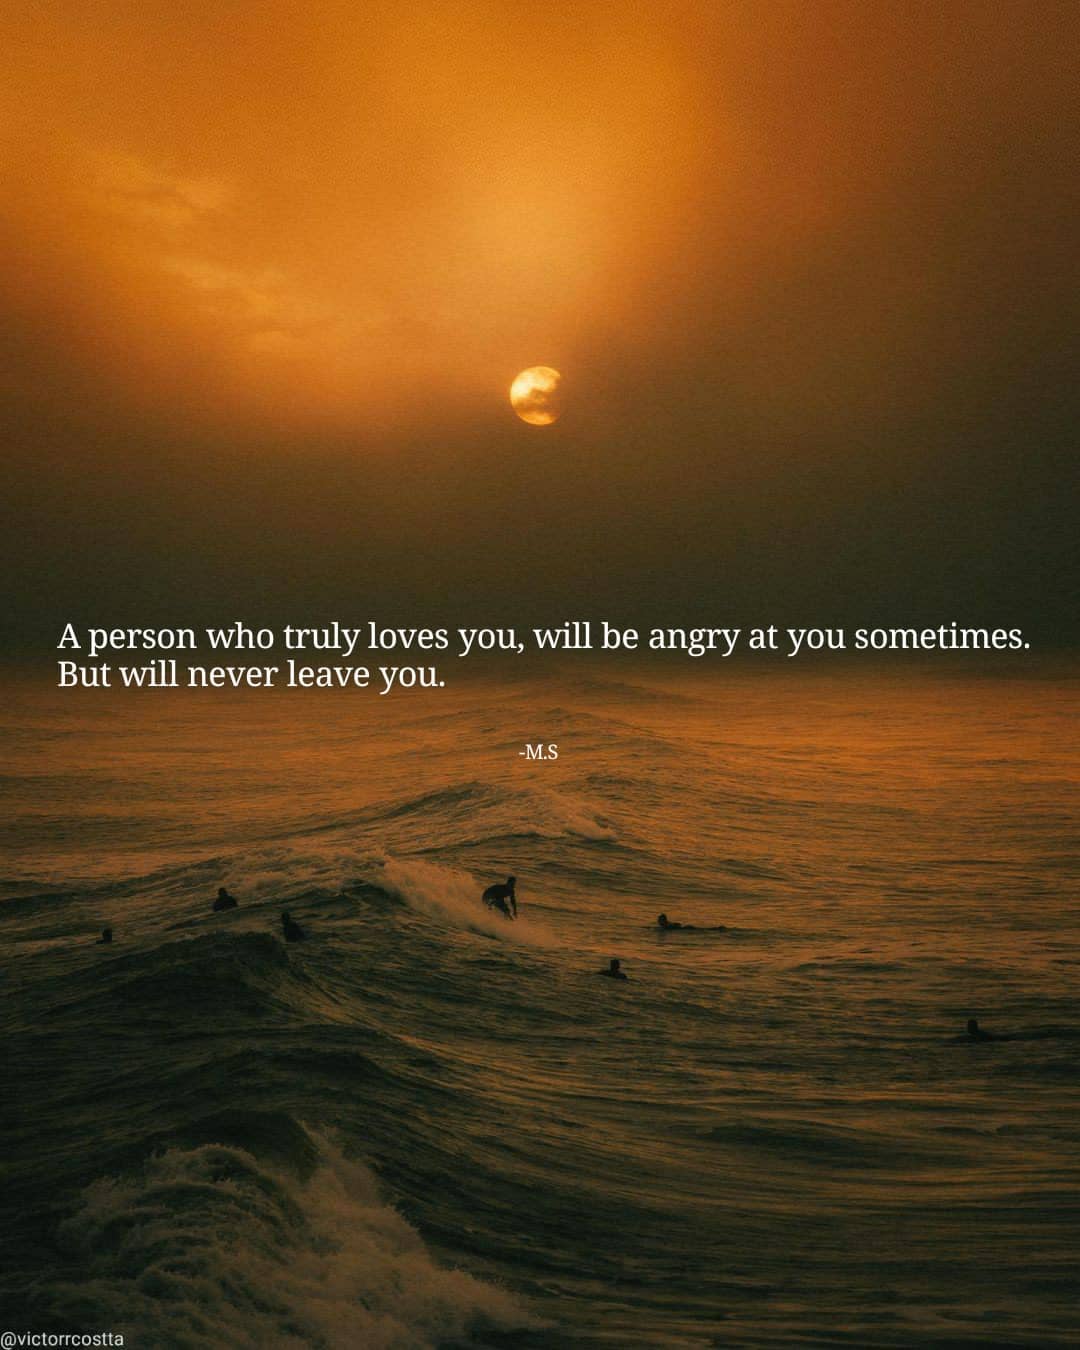 A person who truly loves you, will be angry at you sometimes.
But will never leave you.
-M.S
@victorrcostta